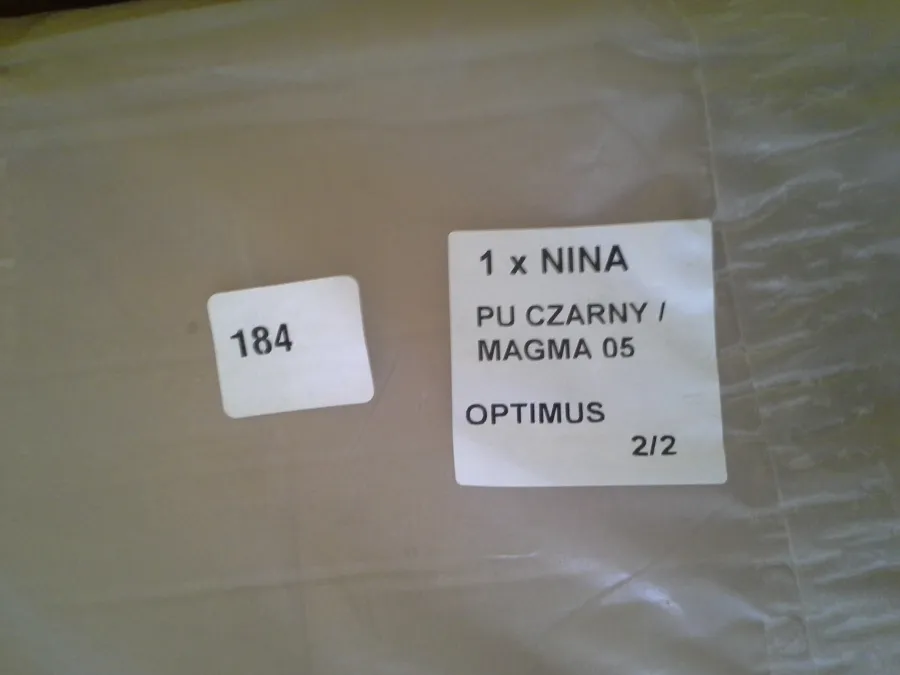 184
1 x NINA
PU CZARNY /
MAGMA 05
OPTIMUS
2/2